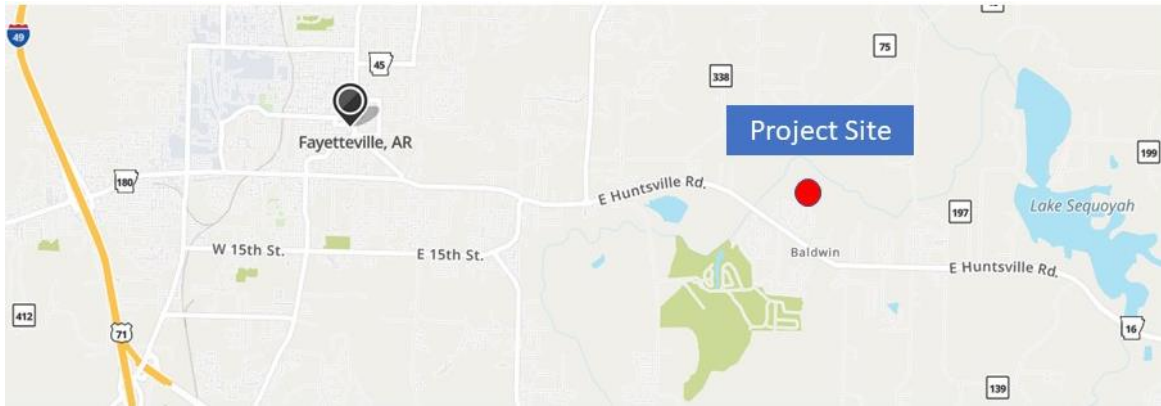 49
45
75
338
Project Site
Fayetteville, AR
199
180
E Huntsville Rd.
197
Lake Sequoyah
W 15th St.
E 15th St.
Baldwin
E Huntsville Rd.
412
71
16
139